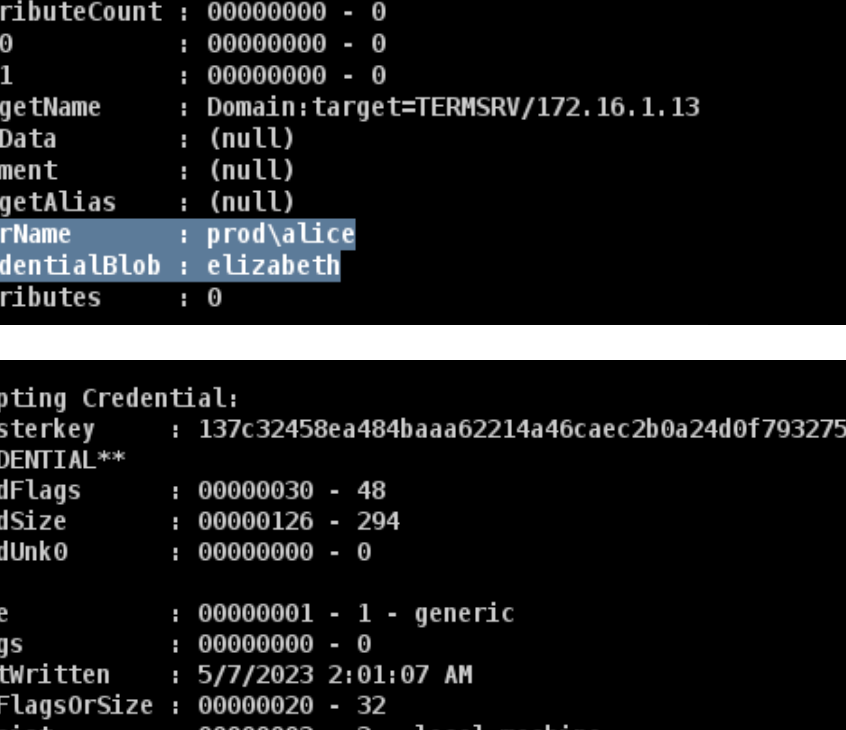 ributeCount : 00000000 - 0
0 : 00000000 - 0
1 : 00000000 - 0
getName : Domain:target=TERMSRV/172.16.1.13
Data : (null)
ment : (null)
getAlias : (null)
rName : prod\alice
dentialBlob : elizabeth
ributes : 0
pting Credential:
sterkey : 137c32458ea484baaa62214a46caec2b0a24d0f793275
DENTIAL**
dFlags : 00000030 - 48
dSize : 00000126 - 294
dUnk0 : 00000000 - 0
e : 00000001 - 1 - generic
gs : 00000000 - 0
tWritten : 5/7/2023 2:01:07 AM
FlagsOrSize : 00000020 - 32